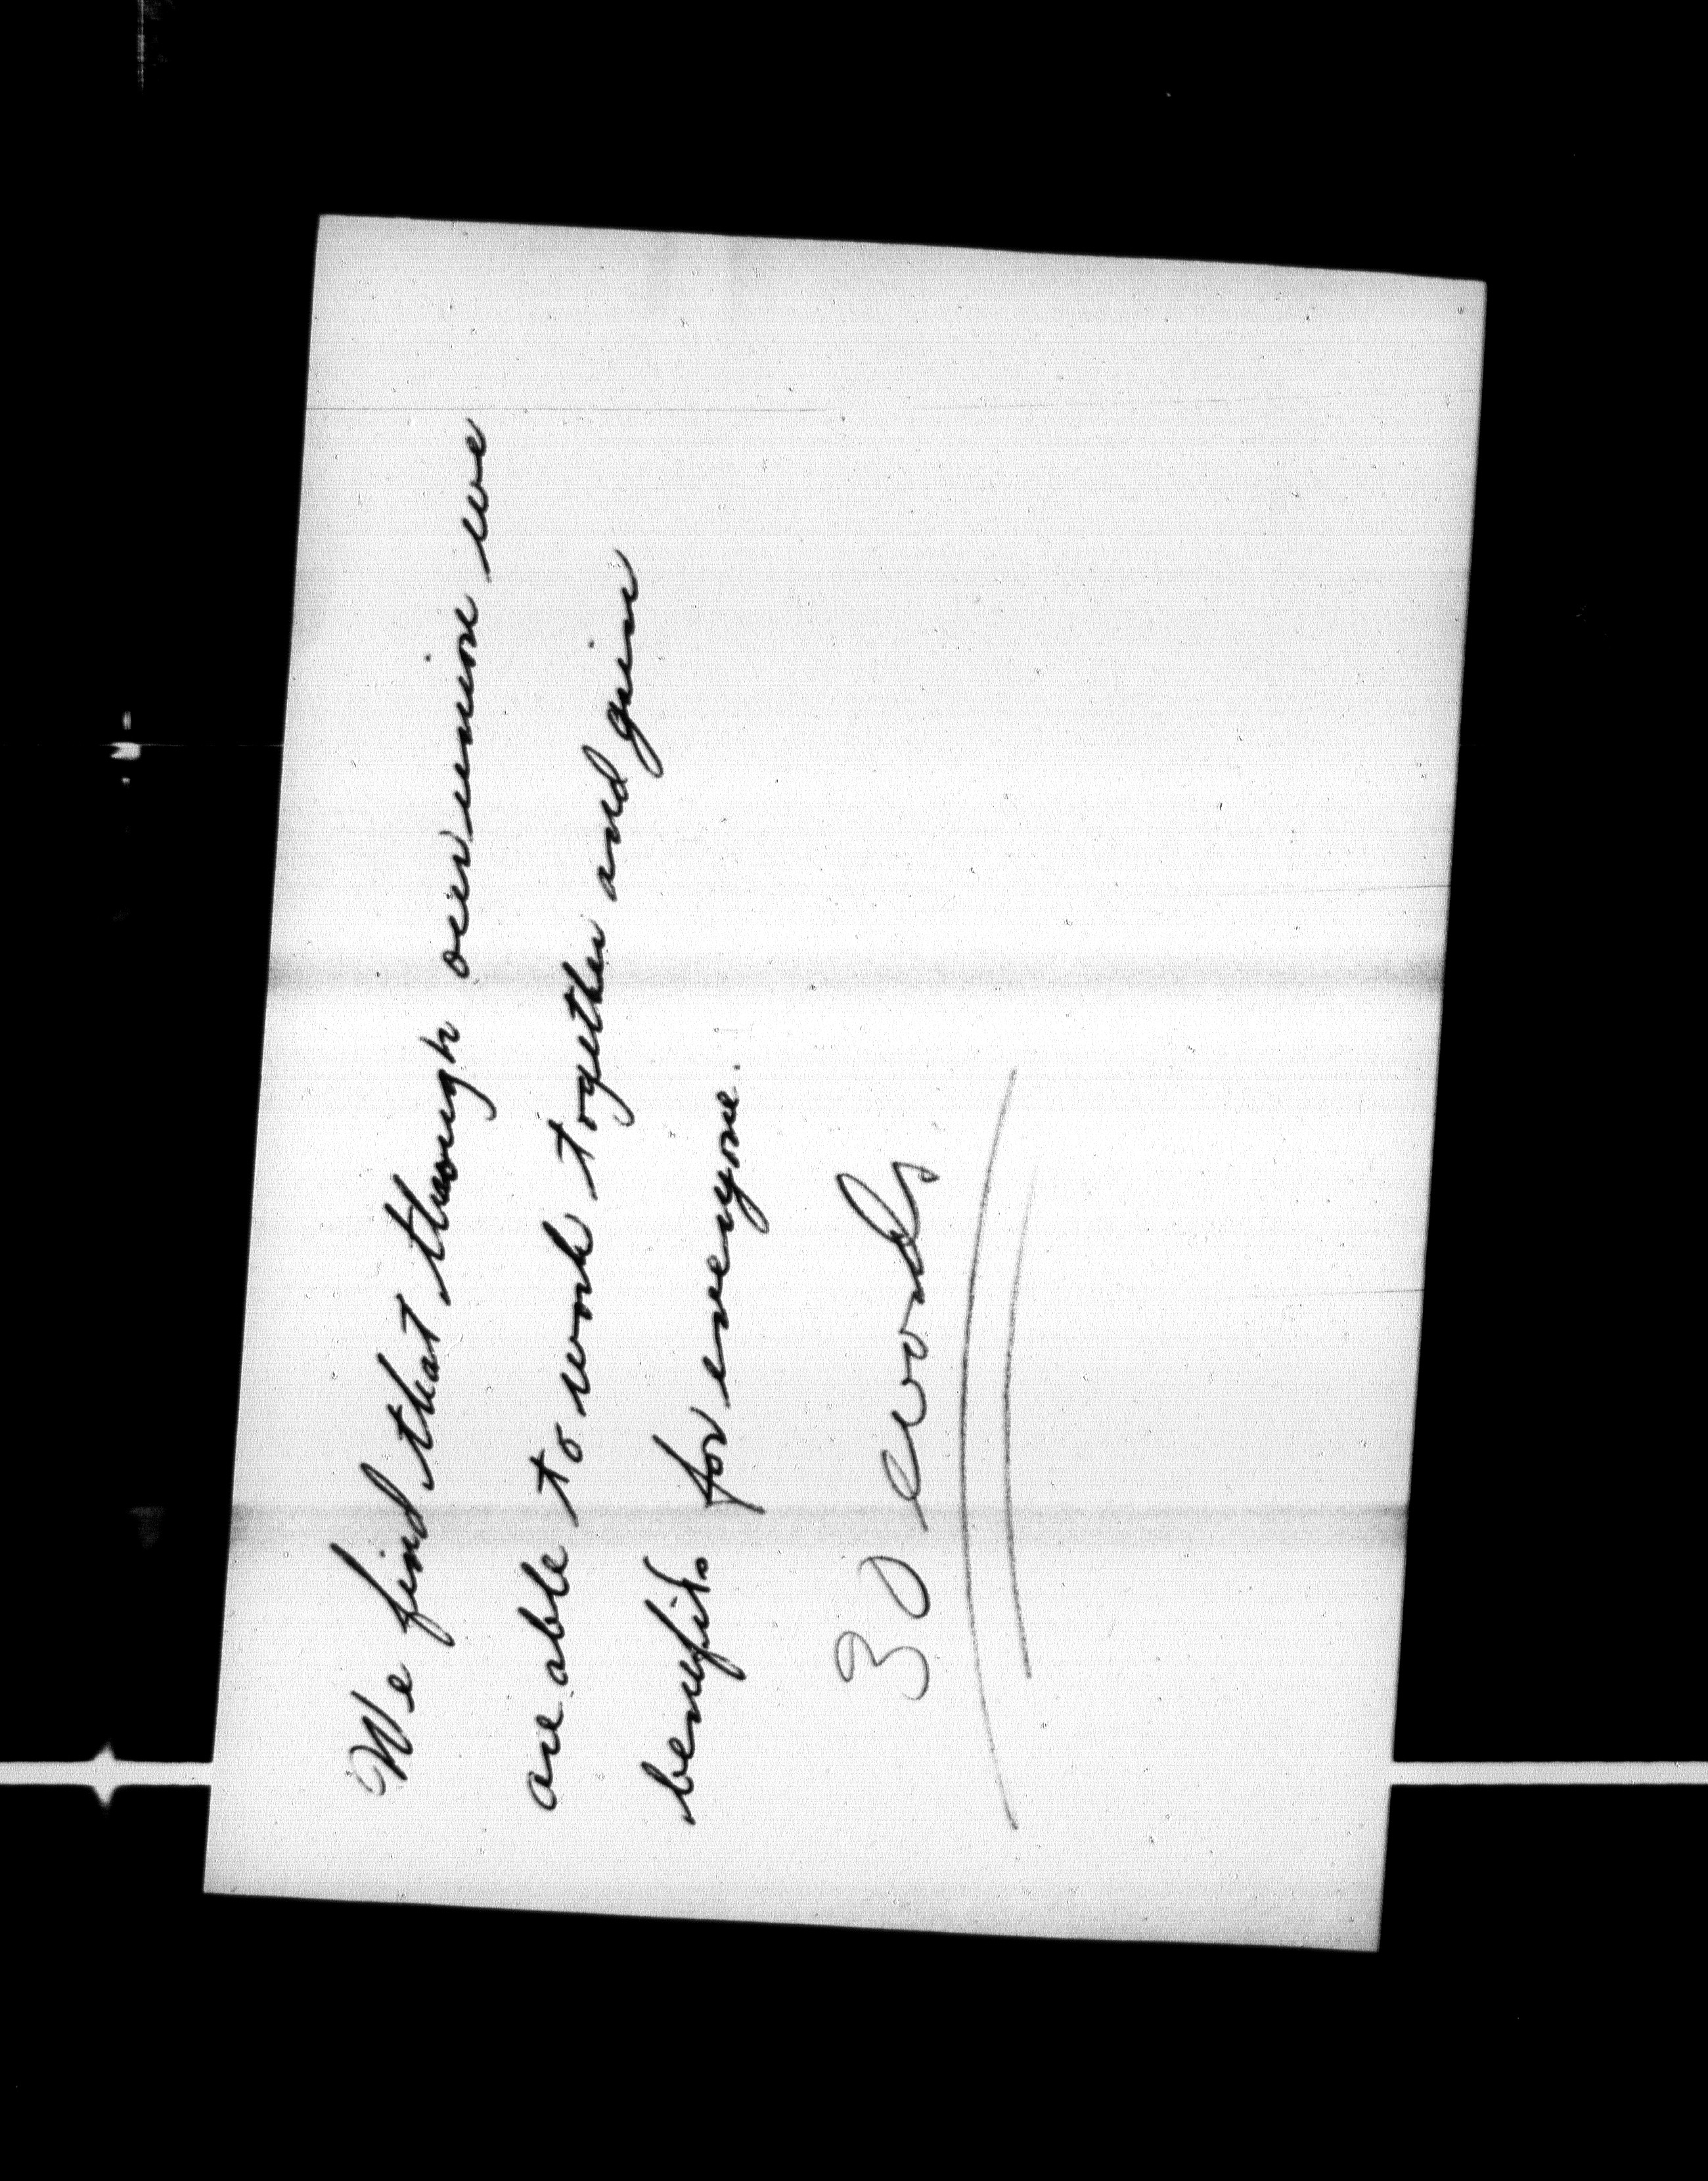 We find that through our union we
are able to work together and gain
benefits for everyone.
30 words